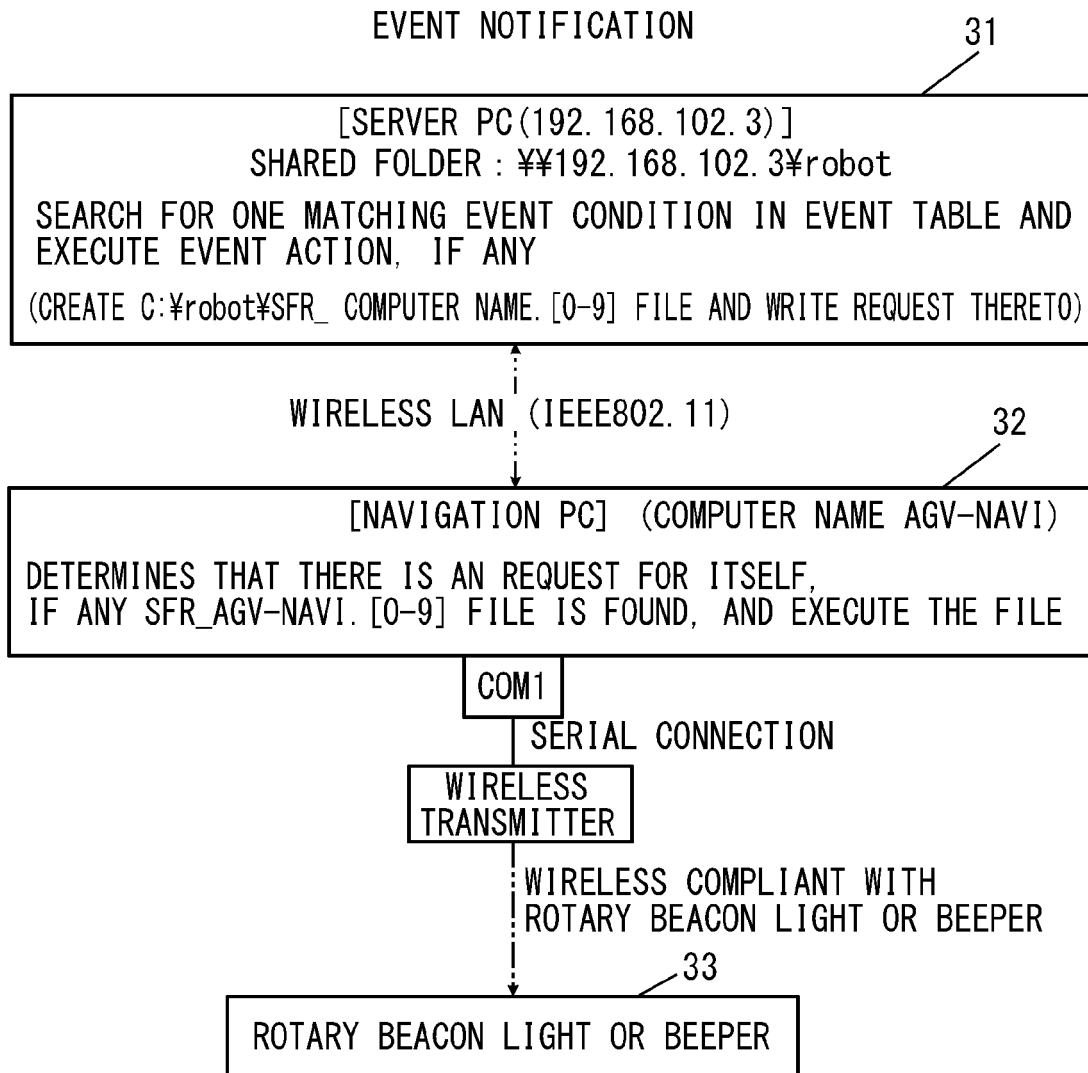 EVENT NOTIFICATION
31
[SERVER PC(192.168.102.3)]
SHARED FOLDER : ¥¥192.168.102.3¥robot
SEARCH FOR ONE MATCHING EVENT CONDITION IN EVENT TABLE AND
EXECUTE EVENT ACTION, IF ANY
(CREATE C:¥robot¥SFR_ COMPUTER NAME.[0-9] FILE AND WRITE REQUEST THERETO)
WIRELESS LAN (IEEE802.11)
32
[NAVIGATION PC] (COMPUTER NAME AGV-NAVI)
DETERMINES THAT THERE IS AN REQUEST FOR ITSELF,
IF ANY SFR_AGV-NAVI.[0-9] FILE IS FOUND, AND EXECUTE THE FILE
COM1
SERIAL CONNECTION
WIRELESS
TRANSMITTER
WIRELESS COMPLIANT WITH
ROTARY BEACON LIGHT OR BEEPER
33
ROTARY BEACON LIGHT OR BEEPER